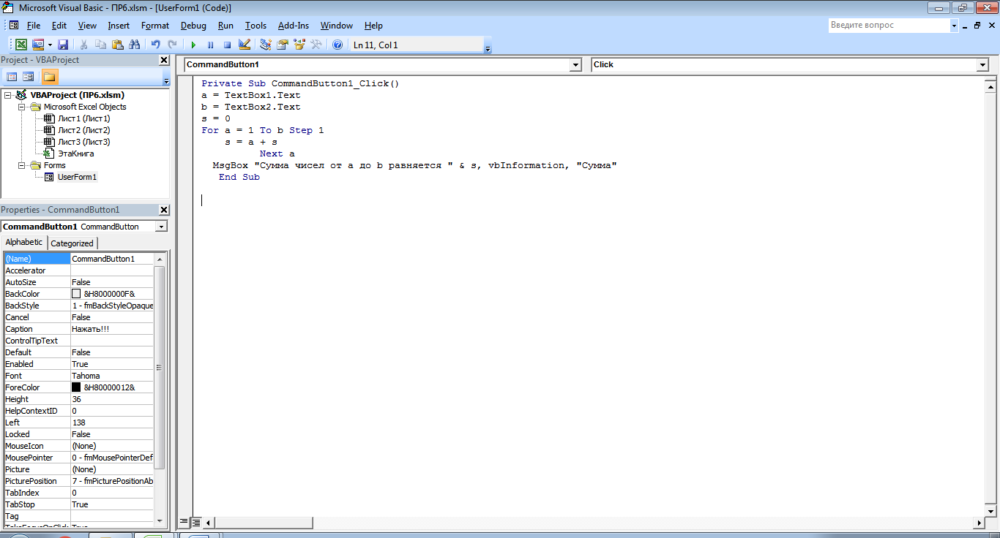 Microsoft Visual Basic - ПР6.xlsm - [UserForm1 (Code)]
File Edit View Insert Format Debug Run Tools Add-Ins Window Help
Введите вопрос
Ln 11, Col 1
Project - VBAProject
VBAProject (ПР6.xlsm)
Microsoft Excel Objects
Лист1 (Лист1)
Лист2 (Лист2)
Лист3 (Лист3)
ЭтаКнига
Forms
UserForm1
Properties - CommandButton1
CommandButton1 CommandButton
Alphabetic Categorized
(Name) CommandButton1
Accelerator
AutoSize False
BackColor &H8000000F&
BackStyle 1 - fmBackStyleOpaque
Cancel False
Caption Нажать!!!
ControlTipText
Default False
Enabled True
Font Tahoma
ForeColor &H80000012&
Height 36
HelpContextID 0
Left 138
Locked False
MouseIcon (None)
MousePointer 0 - fmMousePointerDef
Picture (None)
PicturePosition 7 - fmPicturePositionAb
TabIndex 0
TabStop True
Tag
CommandButton1 Click
Private Sub CommandButton1_Click()
a = TextBox1.Text
b = TextBox2.Text
s = 0
For a = 1 To b Step 1
s = a + s
Next a
MsgBox "Сумма чисел от a до b равняется " & s, vbInformation, "Сумма"
End Sub